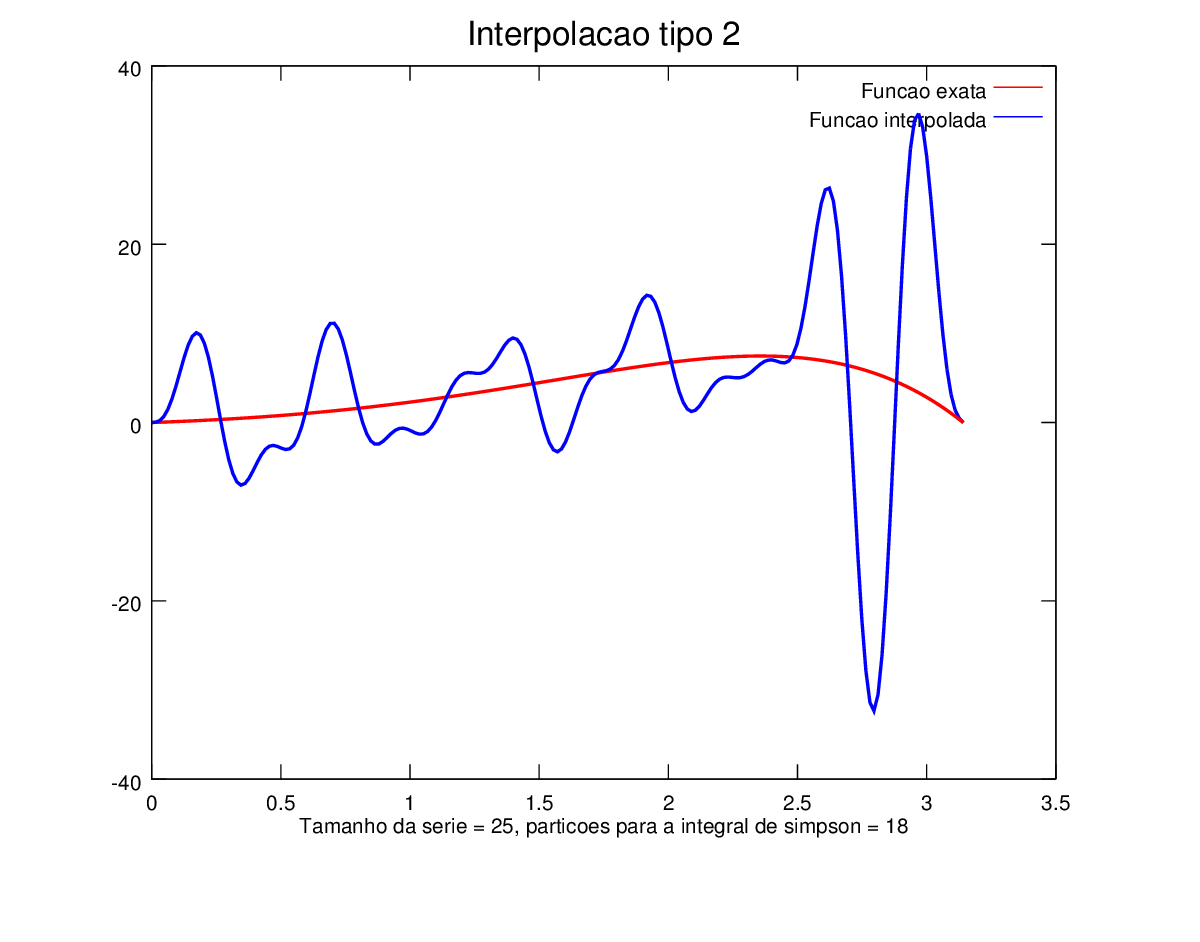 Interpolacao tipo 2
Funcao exata
Funcao interpolada
40
20
0
-20
-40
0 0.5 1 1.5 2 2.5 3 3.5
Tamanho da serie = 25, particoes para a integral de simpson = 18